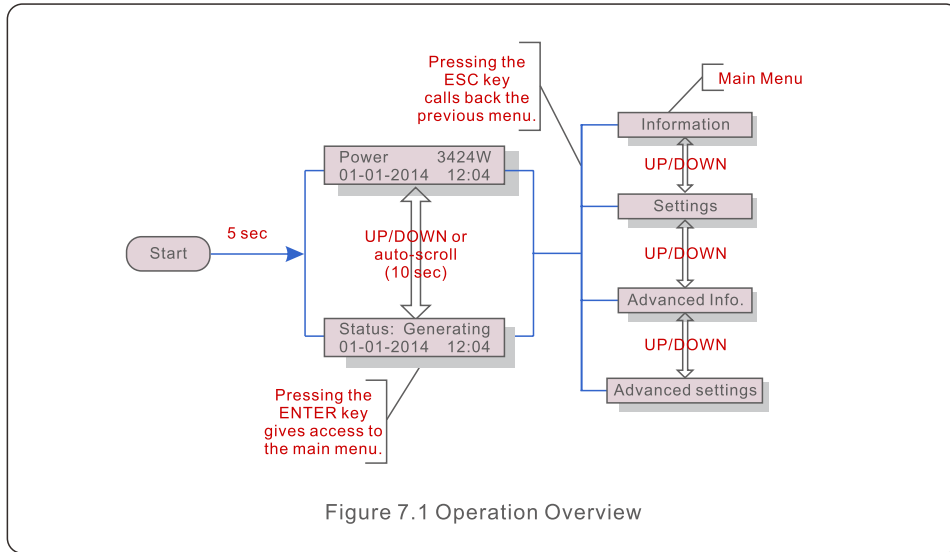 Start
5 sec
Power 3424W
01-01-2014 12:04
UP/DOWN or
auto-scroll
(10 sec)
Status: Generating
01-01-2014 12:04
Pressing the
ENTER key
gives access to
the main menu.
Pressing the
ESC key
calls back the
previous menu.
Main Menu
Information
UP/DOWN
Settings
UP/DOWN
Advanced Info.
UP/DOWN
Advanced settings
Figure 7.1 Operation Overview